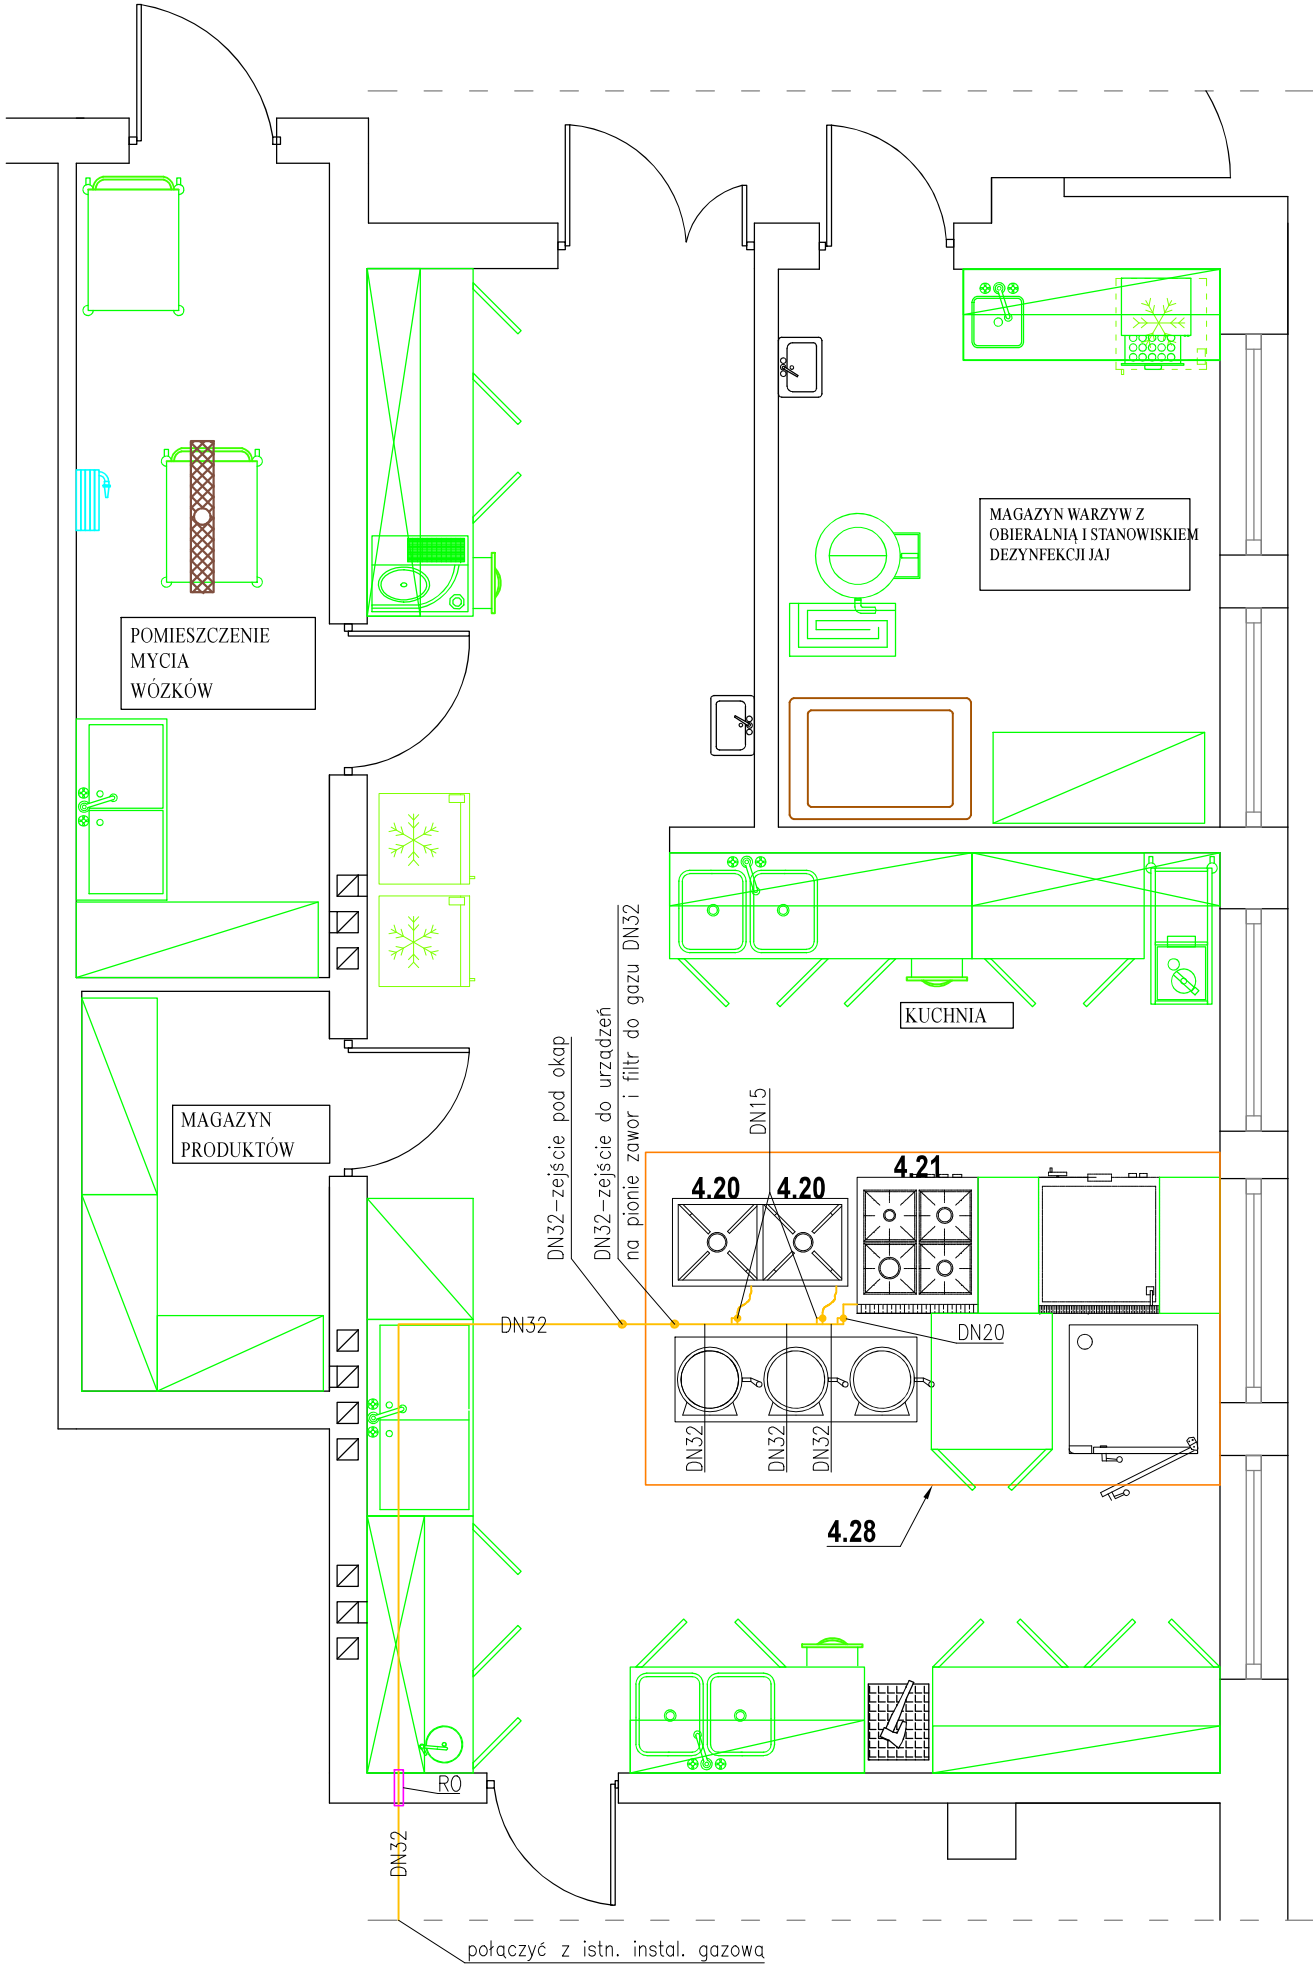 MAGAZYN WARZYW Z
OBIERALNIĄ I STANOWISKIEM
DEZYNFEKCJI JAJ
POMIESZCZENIE
MYCIA
WÓZKÓW
KUCHNIA
MAGAZYN
PRODUKTÓW
DN32-zejście pod okap
DN32-zejście do urządzeń
na pionie zawor i filtr do gazu DN32
DN15
4.20
4.20
4.21
DN32
DN20
DN32
DN32
DN32
4.28
RO
DN32
połączyć z istn. instal. gazową